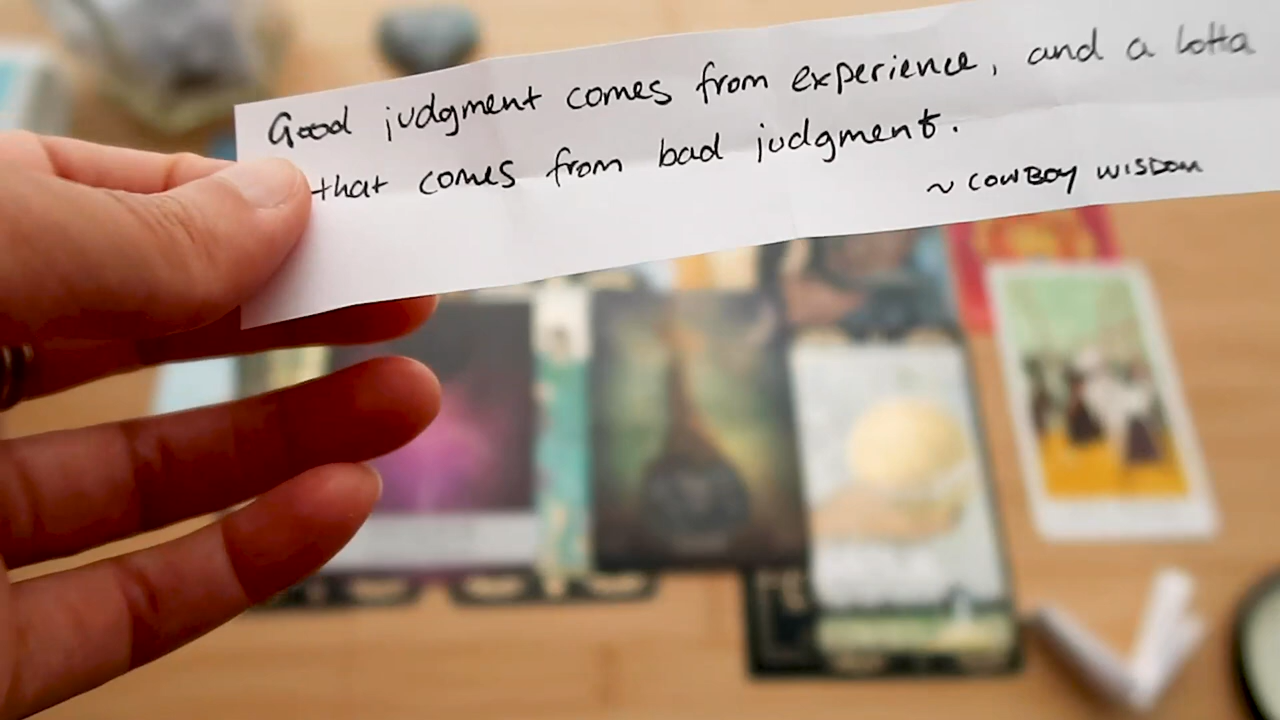 Good judgment comes from experience, and a lotta
that comes from bad judgment.
~ COWBOY WISDOM